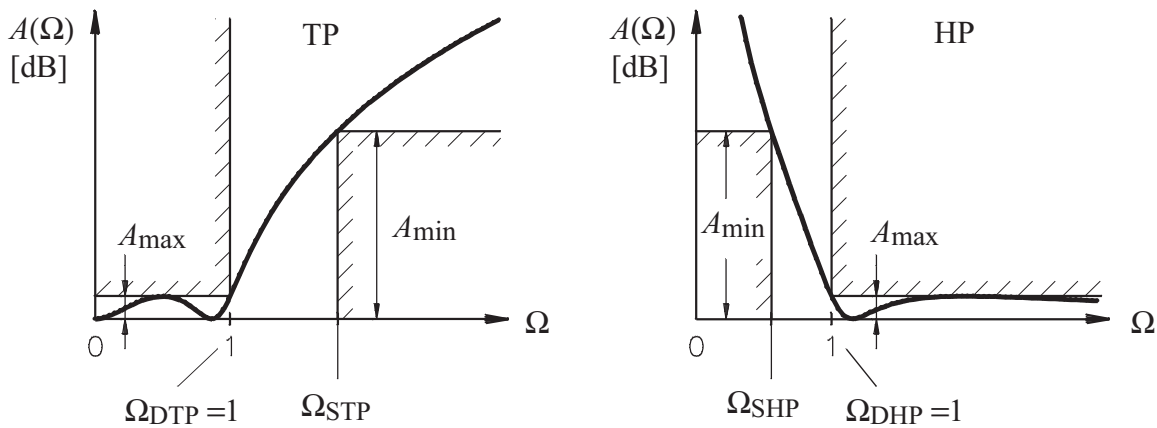 A(Ω)
[dB]
TP
Amax
Amin
Ω
0
1
ΩDTP =1
ΩSTP
A(Ω)
[dB]
HP
Amin
Amax
Ω
0
1
ΩSHP
ΩDHP =1